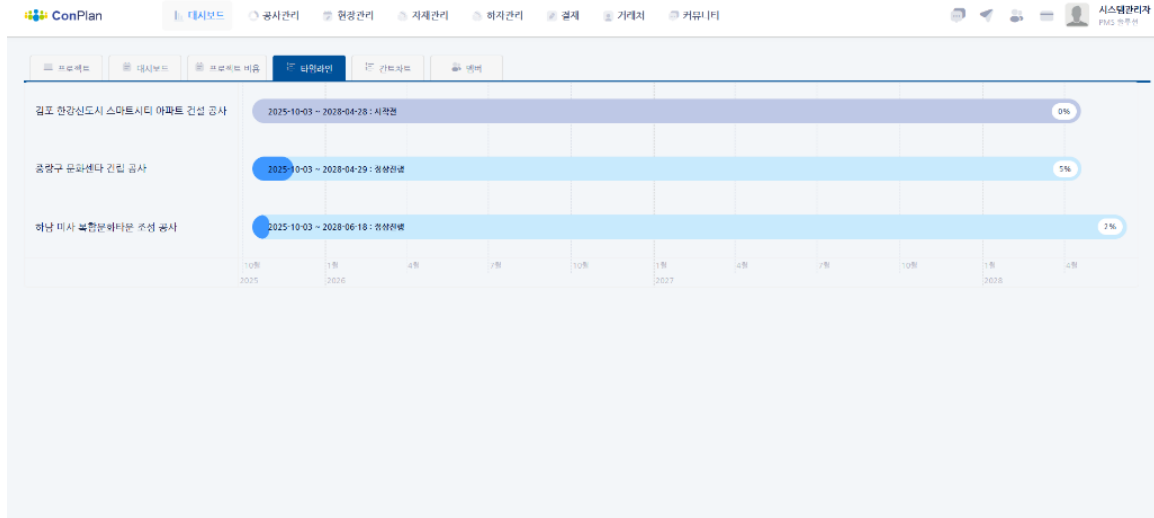 ConPlan
대시보드
공사관리
현장관리
자재관리
하자관리
결재
거래처
커뮤니티
시스템관리자
PMS 솔루션
프로젝트
대시보드
프로젝트 비용
타임라인
간트차트
멤버
김포 한강신도시 스마트시티 아파트 건설 공사
2025-10-03 ~ 2028-04-28 : 시작전
0%
중랑구 문화센타 건립 공사
2025-10-03 ~ 2028-04-29 : 정상진행
5%
하남 미사 복합문화타운 조성 공사
2025-10-03 ~ 2028-06-18 : 정상진행
2%
10월 1월 4월 7월 10월 1월 4월 7월 10월 1월 4월
2025 2026 2027 2028